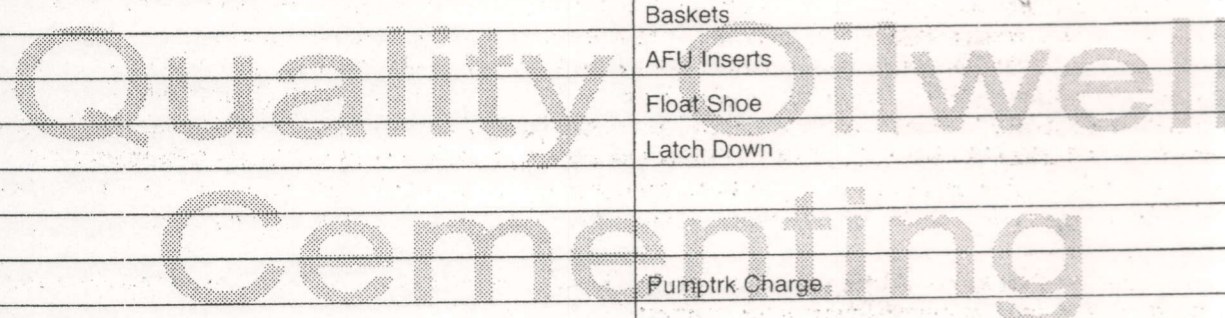 Baskets
Quality Oilwell
AFU Inserts
Float Shoe
Latch Down
Cementing
Pumptrk Charge